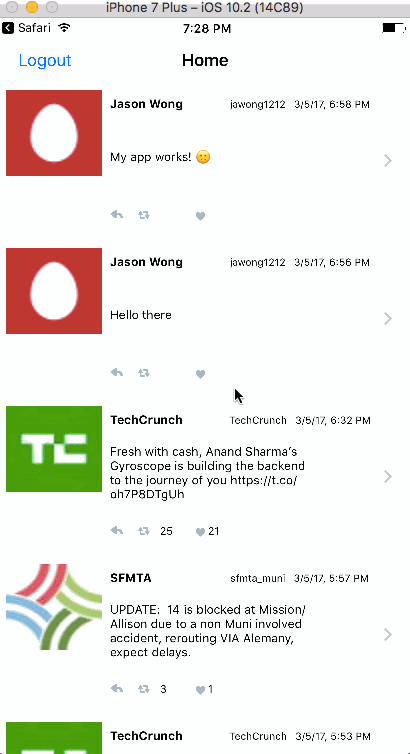 iPhone 7 Plus – iOS 10.2 (14C89)
Safari 7:28 PM
Logout Home
Jason Wong jawong1212 3/5/17, 6:58 PM
My app works! 🙂
Jason Wong jawong1212 3/5/17, 6:56 PM
Hello there
TC
TechCrunch TechCrunch 3/5/17, 6:32 PM
Fresh with cash, Anand Sharma’s
Gyroscope is building the backend
to the journey of you https://t.co/
oh7P8DTgUh
25 21
SFMTA sfmta_muni 3/5/17, 5:57 PM
UPDATE:  14 is blocked at Mission/
Allison due to a non Muni involved
accident, rerouting VIA Alemany,
expect delays.
3 1
TechCrunch TechCrunch 3/5/17, 5:53 PM